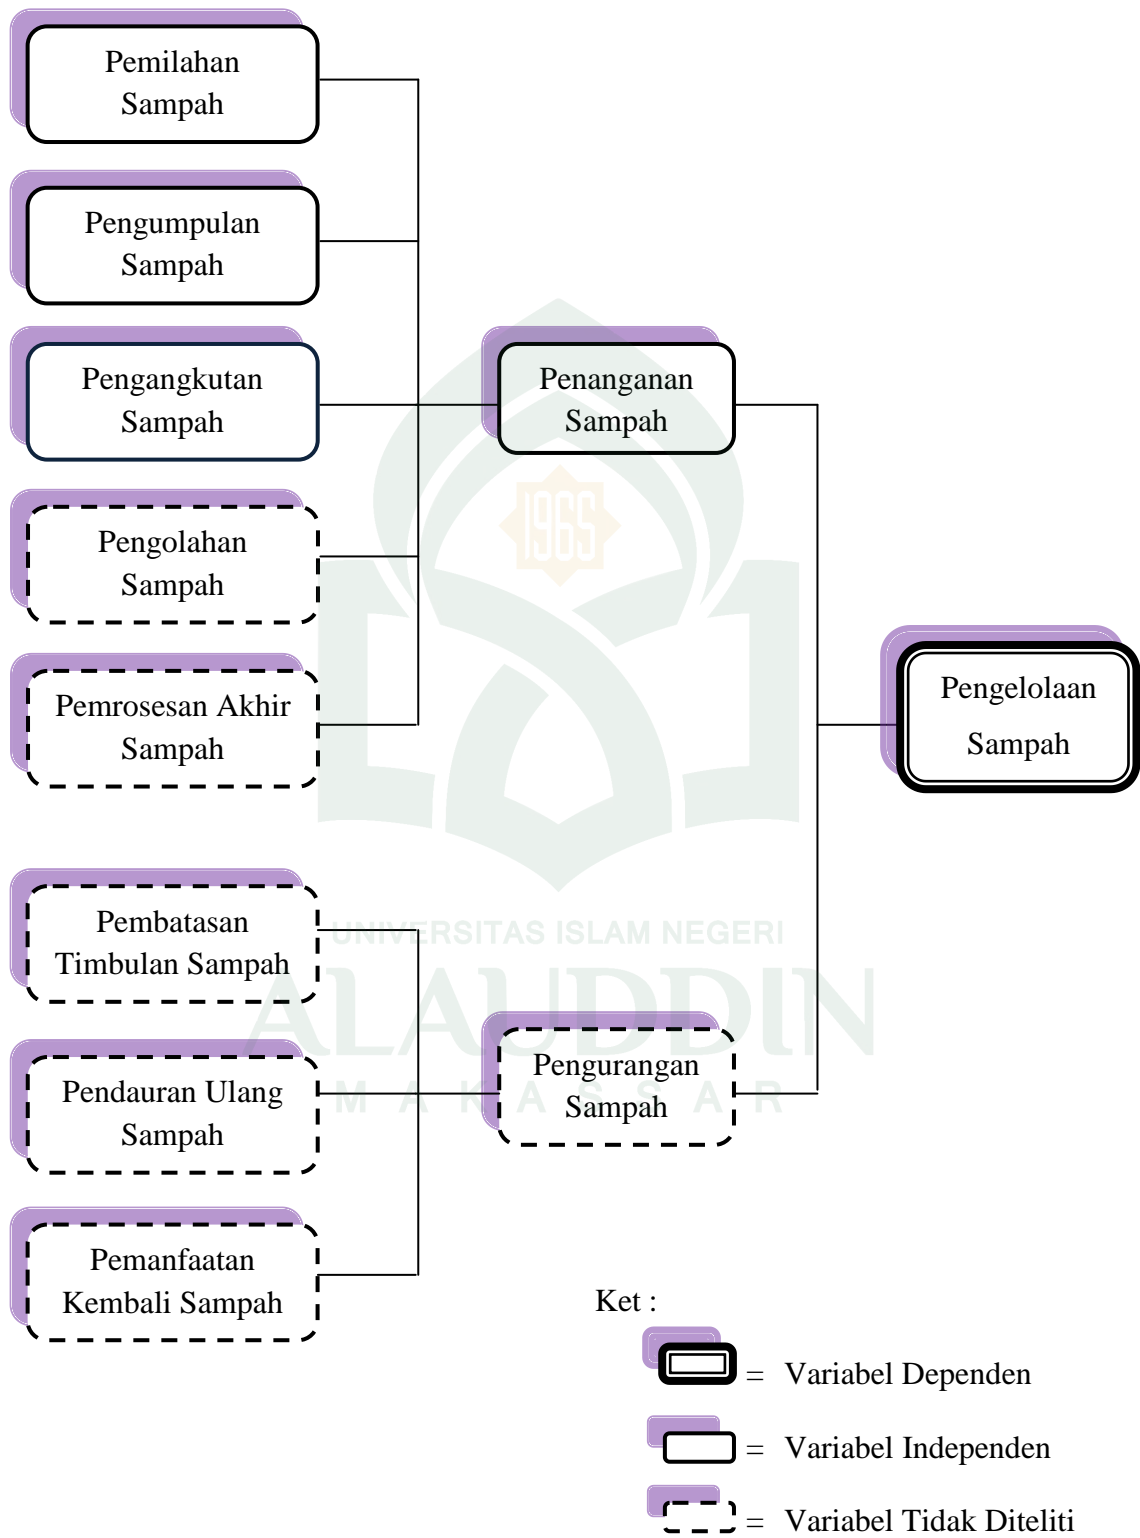 Pemilahan
Sampah
Pengumpulan
Sampah
Pengangkutan
Sampah
Penanganan
Sampah
1965
Pengolahan
Sampah
Pemrosesan Akhir
Sampah
Pengelolaan
Sampah
Pembatasan
Timbulan Sampah
UNIVERSITAS ISLAM NEGERI
ALAUDDIN
MAKASSAR
Pendauran Ulang
Sampah
Pengurangan
Sampah
Pemanfaatan
Kembali Sampah
Ket :
= Variabel Dependen
= Variabel Independen
= Variabel Tidak Diteliti